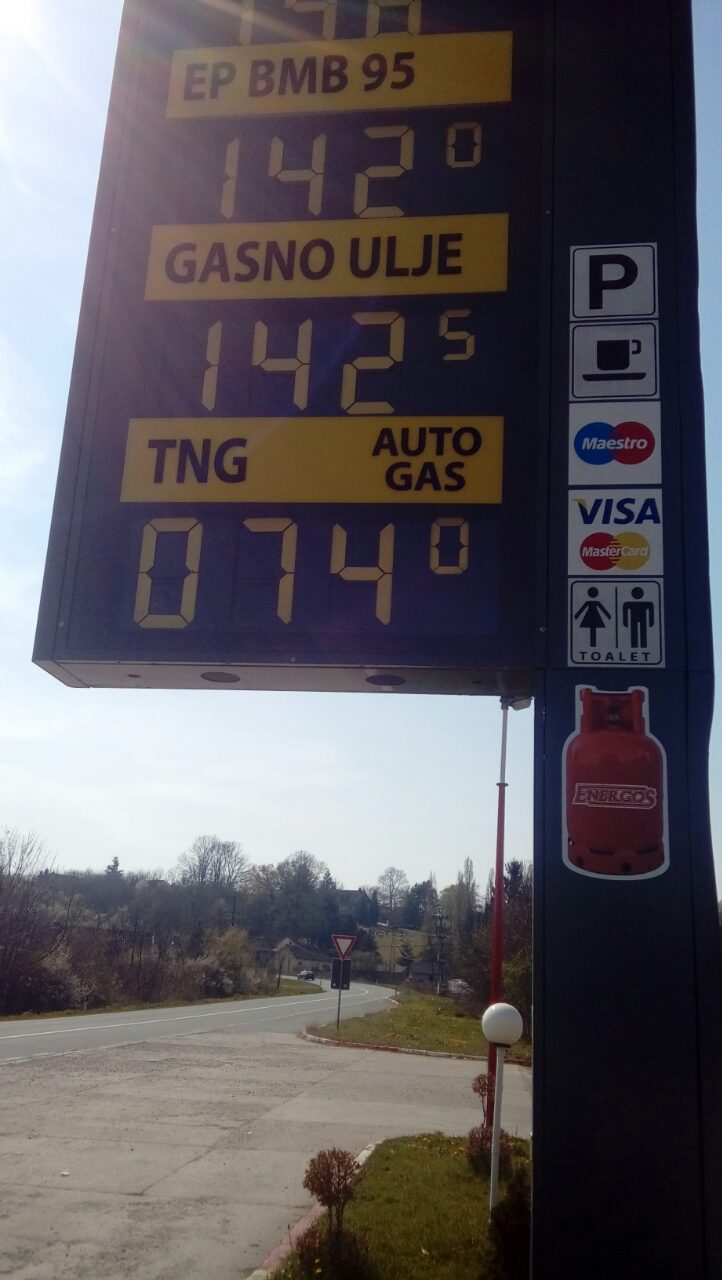 EP BMB 95
142 0
GASNO ULJE
142 5
TNG
AUTO
GAS
074 0
P
Maestro
VISA
MasterCard
TOALET
ENERGOS